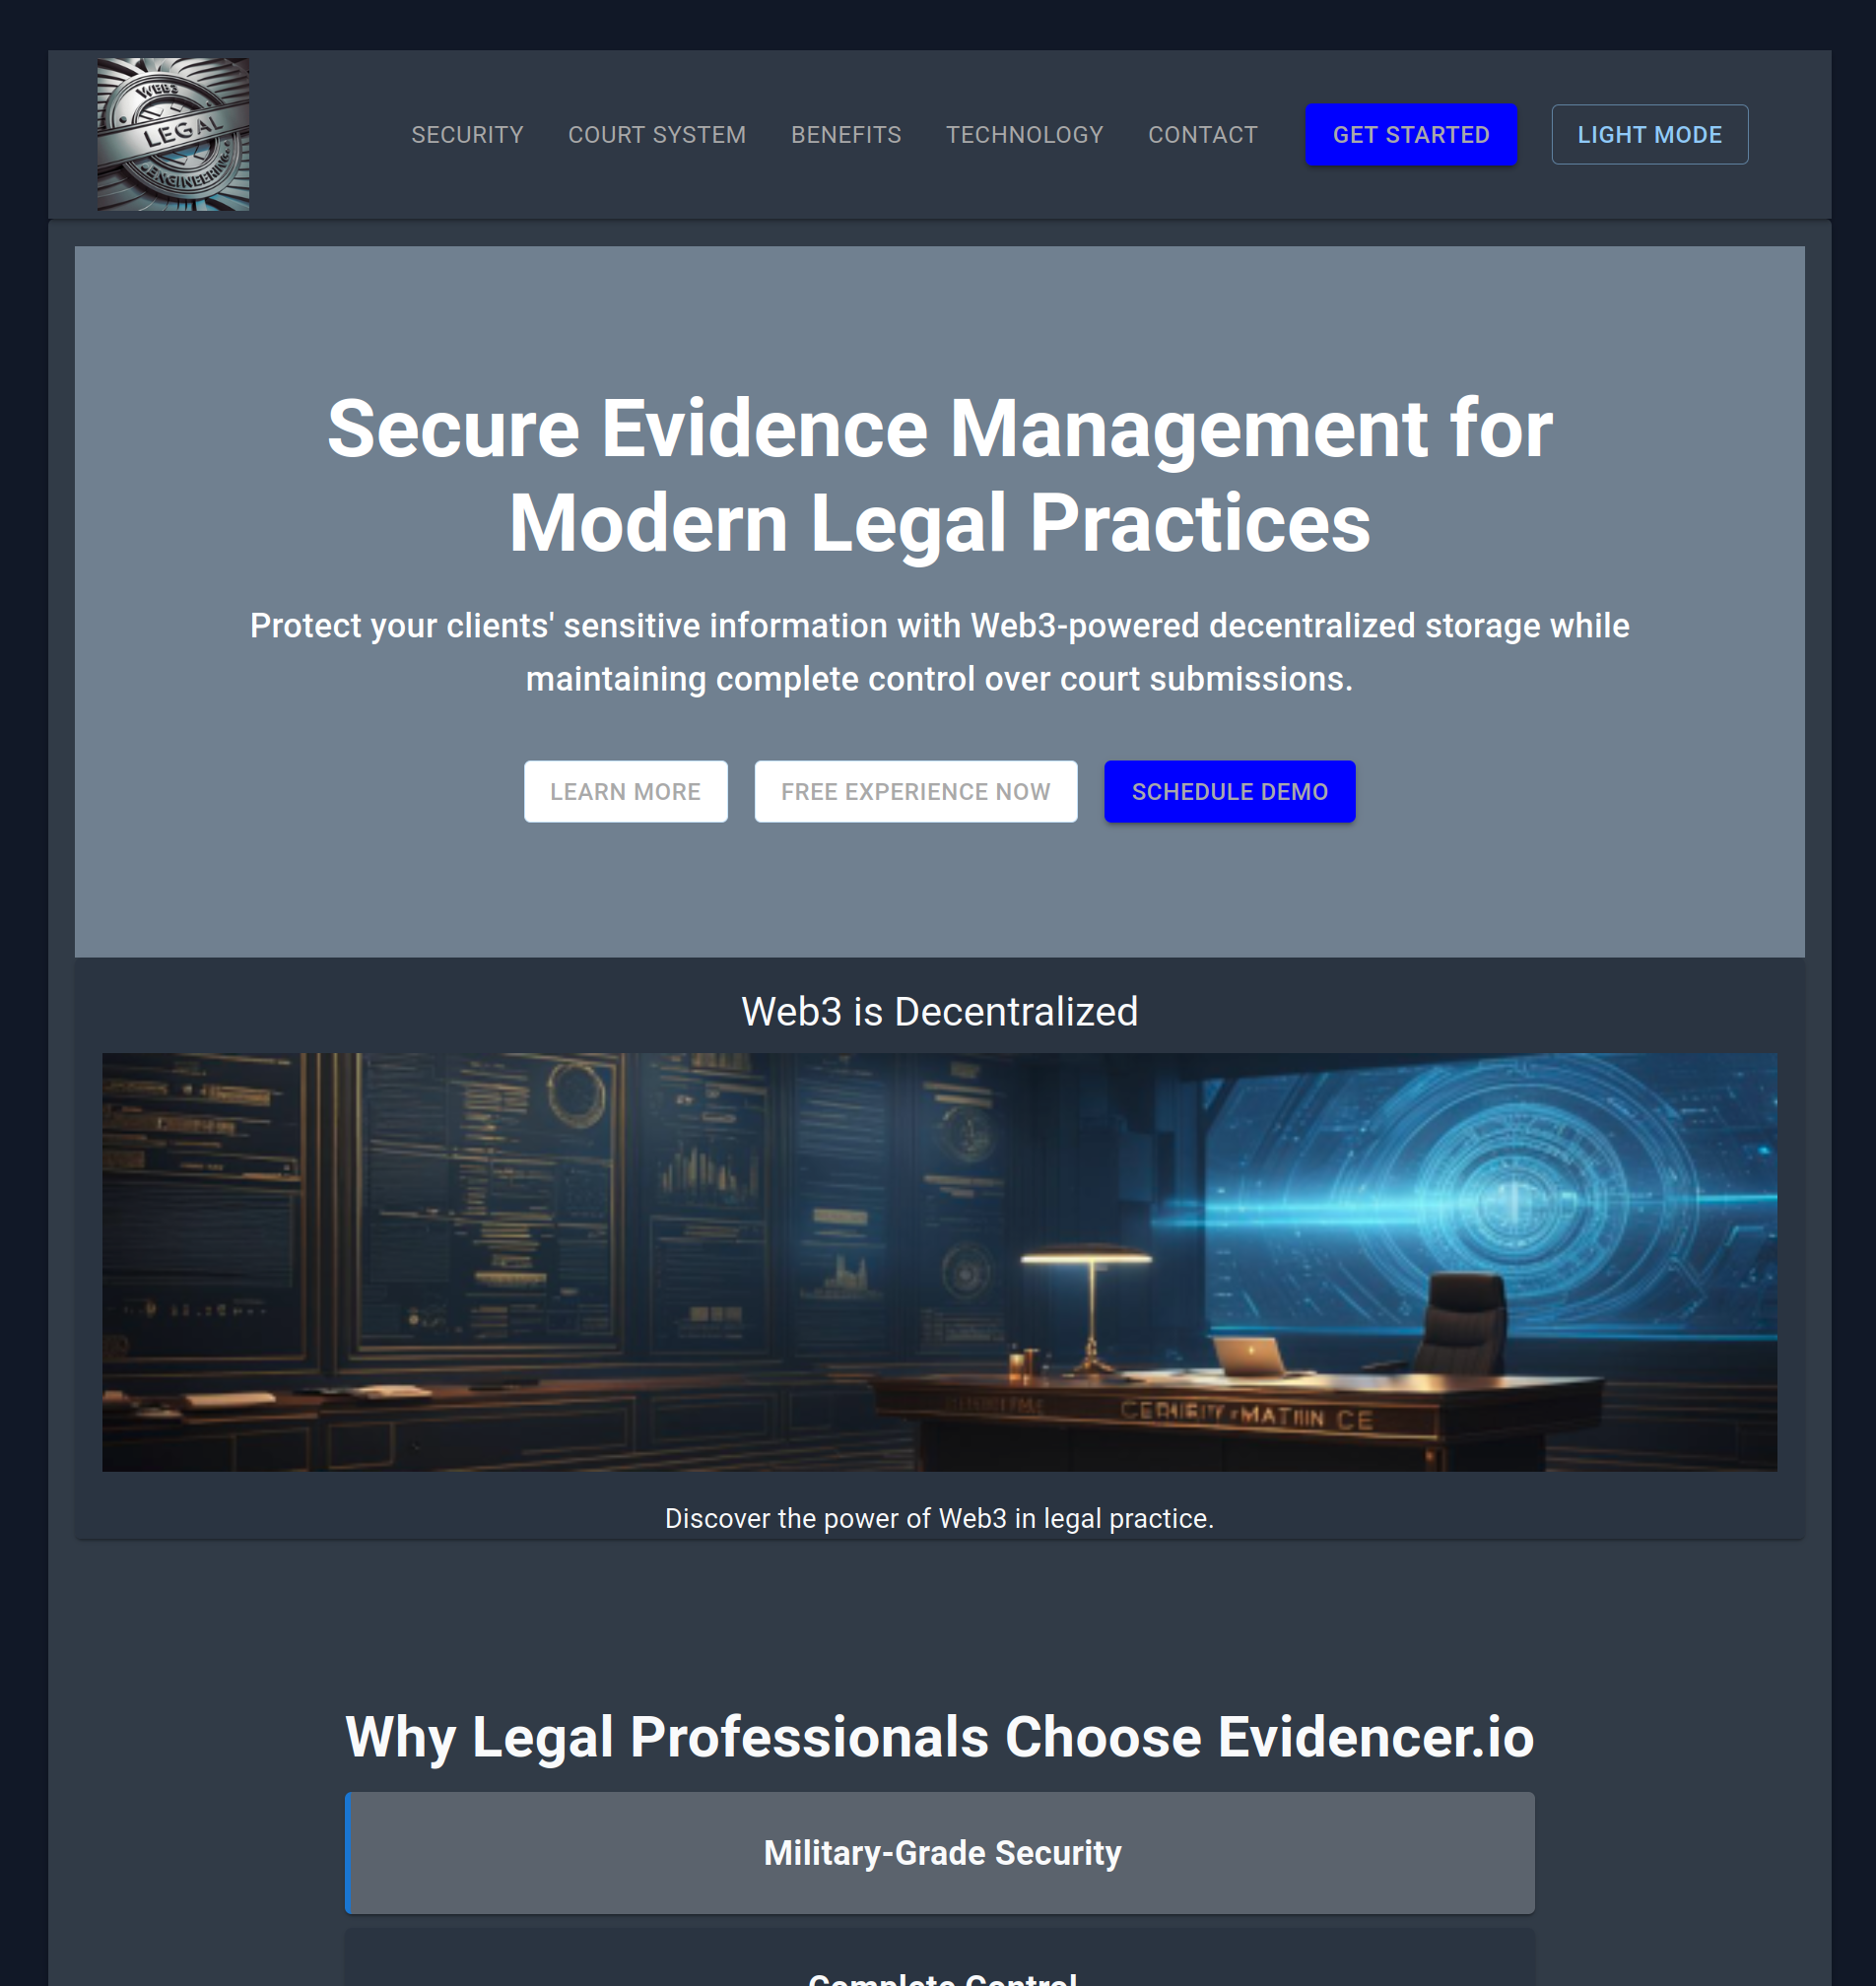 WEB3
LEGAL
ENGINEERING
SECURITY
COURT SYSTEM
BENEFITS
TECHNOLOGY
CONTACT
GET STARTED
LIGHT MODE
Secure Evidence Management for
Modern Legal Practices
Protect your clients' sensitive information with Web3-powered decentralized storage while
maintaining complete control over court submissions.
LEARN MORE
FREE EXPERIENCE NOW
SCHEDULE DEMO
Web3 is Decentralized
Discover the power of Web3 in legal practice.
Why Legal Professionals Choose Evidencer.io
Military-Grade Security
Complete Control